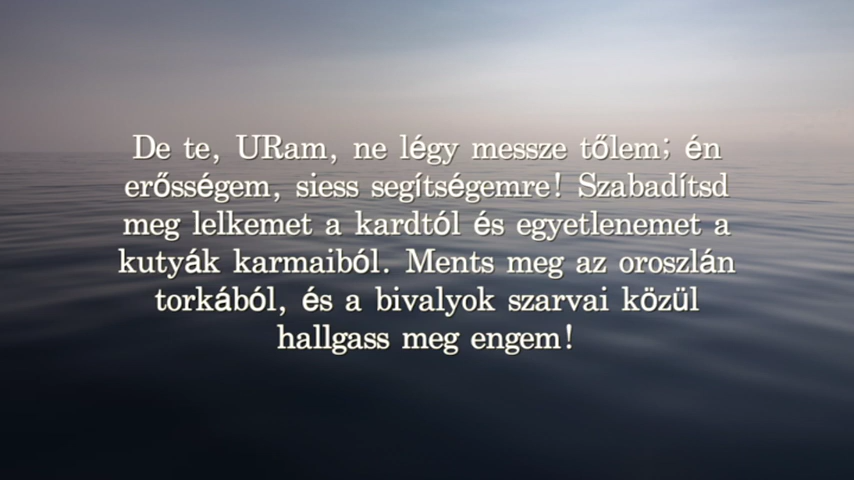 De te, URam, ne légy messze tőlem; én
erősségem, siess segítségemre! Szabadítsd
meg lelkemet a kardtól és egyetlenemet a
kutyák karmaiból. Ments meg az oroszlán
torkából, és a bivalyok szarvai közül
hallgass meg engem!